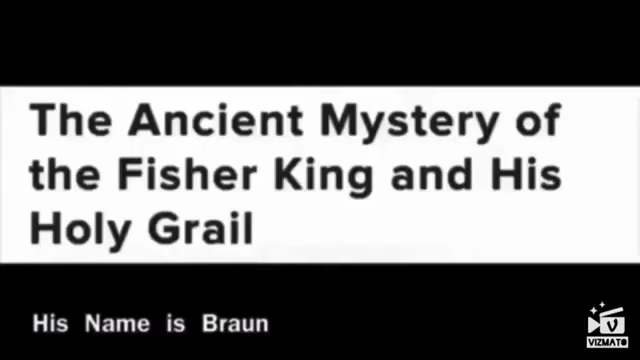 The Ancient Mystery of
the Fisher King and His
Holy Grail
His Name is Braun
V
VIZMATO